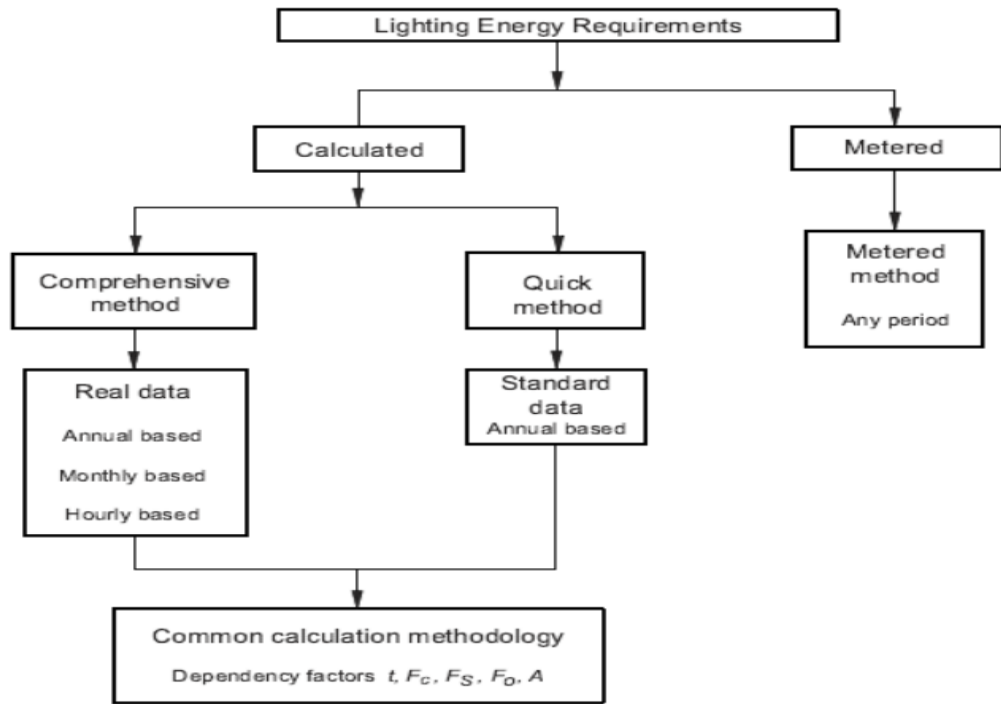 Lighting Energy Requirements
Calculated
Metered
Comprehensive
method
Quick
method
Metered
method
Any period
Real data
Annual based
Monthly based
Hourly based
Standard
data
Annual based
Common calculation methodology
Dependency factors t, Fc, FS, Fo, A